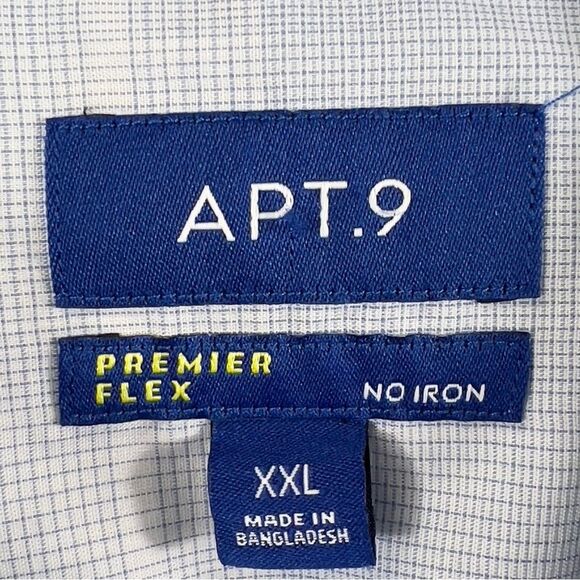 APT.9
PREMIER
FLEX
NO IRON
XXL
MADE IN
BANGLADESH